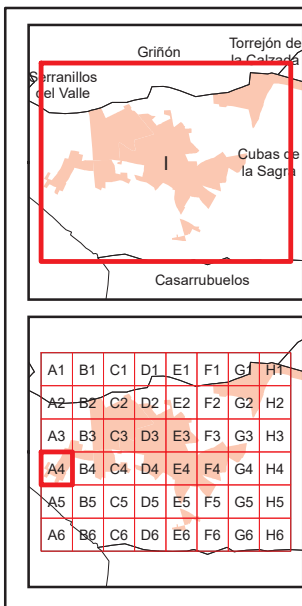 Griñón
Torrejón de
la Calzada
Serranillos
del Valle
I
Cubas de
la Sagra
Casarrubuelos
A1 B1 C1 D1 E1 F1 G1 H1
A2 B2 C2 D2 E2 F2 G2 H2
A3 B3 C3 D3 E3 F3 G3 H3
A4 B4 C4 D4 E4 F4 G4 H4
A5 B5 C5 D5 E5 F5 G5 H5
A6 B6 C6 D6 E6 F6 G6 H6